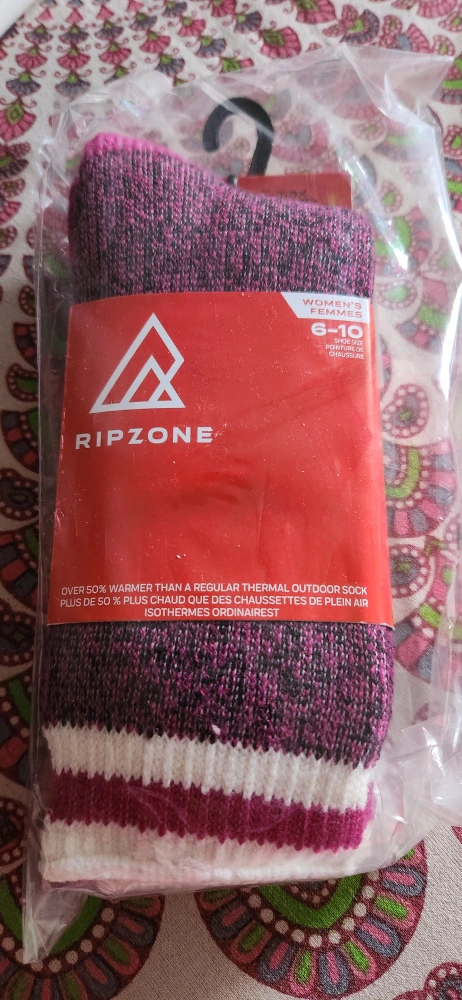 WOMEN'S
FEMMES
6-10
SHOE SIZE
POINTURE DE
CHAUSSURE
RIPZONE
OVER 50% WARMER THAN A REGULAR THERMAL OUTDOOR SOCK
PLUS DE 50 % PLUS CHAUD QUE DES CHAUSSETTES DE PLEIN AIR
ISOTHERMES ORDINAIREST